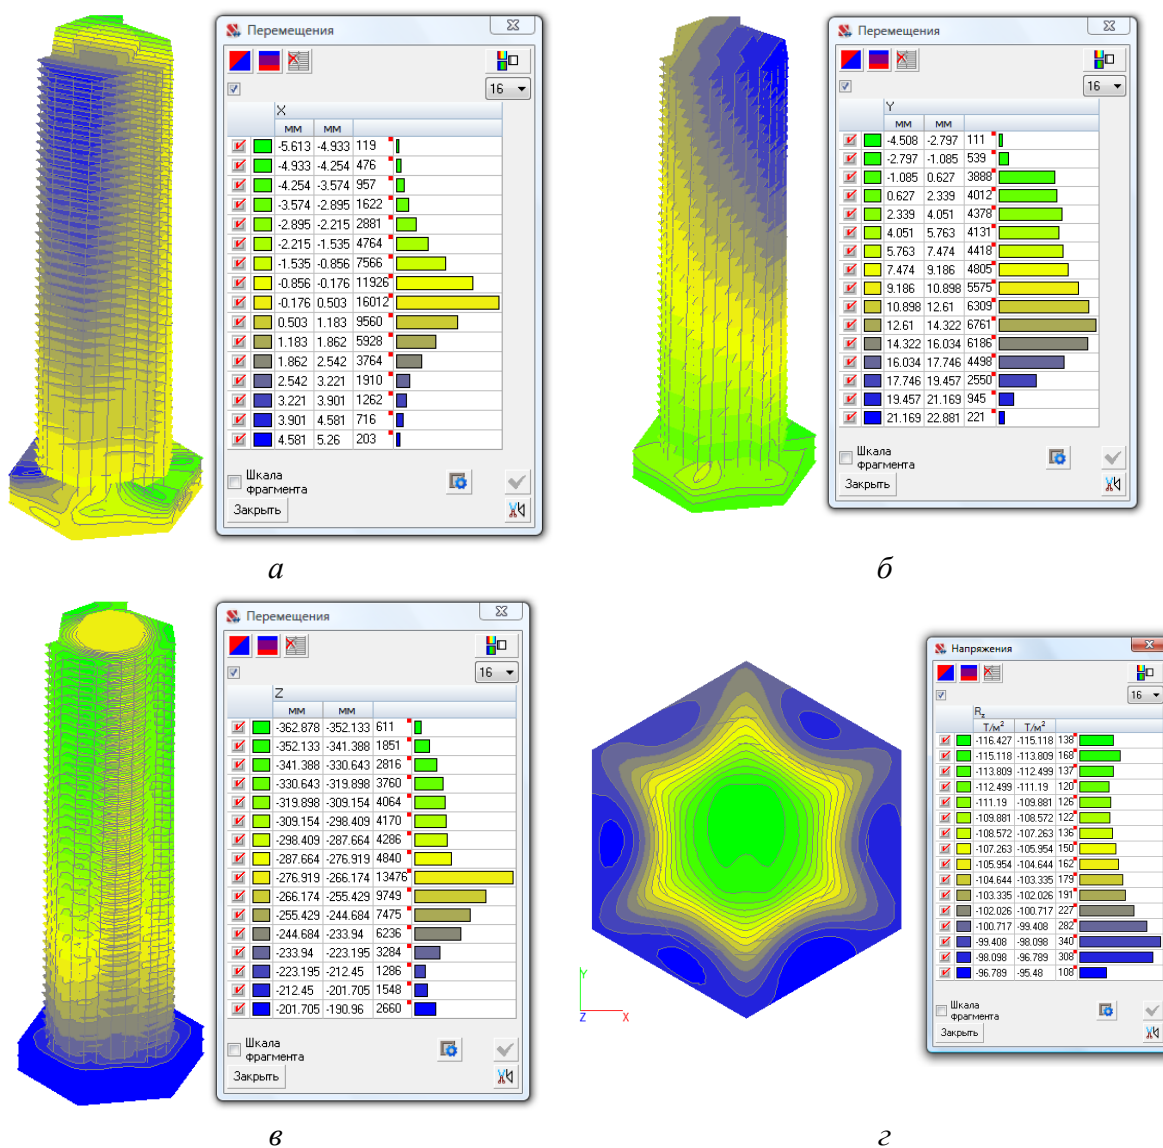 Перемещения
16
X
мм мм
-5.613 -4.933 119
-4.933 -4.254 476
-4.254 -3.574 957
-3.574 -2.895 1622
-2.895 -2.215 2881
-2.215 -1.535 4764
-1.535 -0.856 7566
-0.856 -0.176 11926
-0.176 0.503 16012
0.503 1.183 9560
1.183 1.862 5928
1.862 2.542 3764
2.542 3.221 1910
3.221 3.901 1262
3.901 4.581 716
4.581 5.26 203
Шкала
фрагмента
Закрыть
а
Перемещения
16
Y
мм мм
-4.508 -2.797 111
-2.797 -1.085 539
-1.085 0.627 3888
0.627 2.339 4012
2.339 4.051 4378
4.051 5.763 4131
5.763 7.474 4418
7.474 9.186 4805
9.186 10.898 5575
10.898 12.61 6309
12.61 14.322 6761
14.322 16.034 6186
16.034 17.746 4498
17.746 19.457 2550
19.457 21.169 945
21.169 22.881 221
Шкала
фрагмента
Закрыть
б
Перемещения
16
Z
мм мм
-362.878 -352.133 611
-352.133 -341.388 1851
-341.388 -330.643 2816
-330.643 -319.898 3760
-319.898 -309.154 4064
-309.154 -298.409 4170
-298.409 -287.664 4286
-287.664 -276.919 4840
-276.919 -266.174 13476
-266.174 -255.429 9749
-255.429 -244.684 7475
-244.684 -233.94 6236
-233.94 -223.195 3284
-223.195 -212.45 1286
-212.45 -201.705 1548
-201.705 -190.96 2660
Шкала
фрагмента
Закрыть
в
Y
Z X
Напряжения
16
Rz
Т/м² Т/м²
-116.427 -115.118 138
-115.118 -113.809 168
-113.809 -112.499 137
-112.499 -111.19 120
-111.19 -109.881 126
-109.881 -108.572 122
-108.572 -107.263 136
-107.263 -105.954 150
-105.954 -104.644 162
-104.644 -103.335 179
-103.335 -102.026 191
-102.026 -100.717 227
-100.717 -99.408 282
-99.408 -98.098 340
-98.098 -96.789 308
-96.789 -95.48 108
Шкала
фрагмента
Закрыть
г